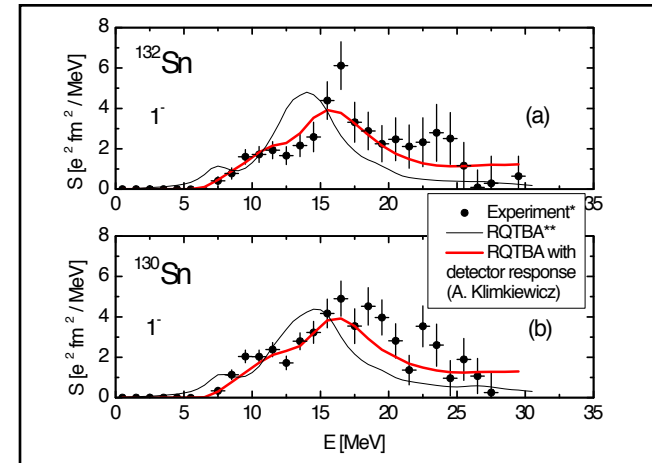 8
6
4
2
0
S [e² fm² / MeV]
¹³²Sn
1⁻
(a)
0 5 10 15 20 25 30 35
Experiment*
RQTBA**
RQTBA with
detector response
(A. Klimkiewicz)
8
6
4
2
0
S [e² fm² / MeV]
¹³⁰Sn
1⁻
(b)
0 5 10 15 20 25 30 35
E [MeV]